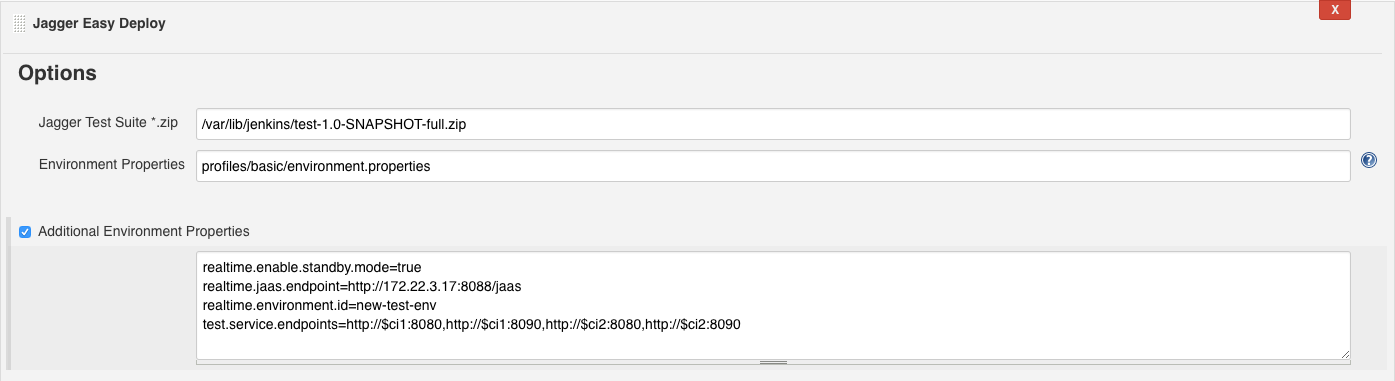 Jagger Easy Deploy
X
Options
Jagger Test Suite *.zip
/var/lib/jenkins/test-1.0-SNAPSHOT-full.zip
Environment Properties
profiles/basic/environment.properties
?
Additional Environment Properties
realtime.enable.standby.mode=true
realtime.jaas.endpoint=http://172.22.3.17:8088/jaas
realtime.environment.id=new-test-env
test.service.endpoints=http://$ci1:8080,http://$ci1:8090,http://$ci2:8080,http://$ci2:8090